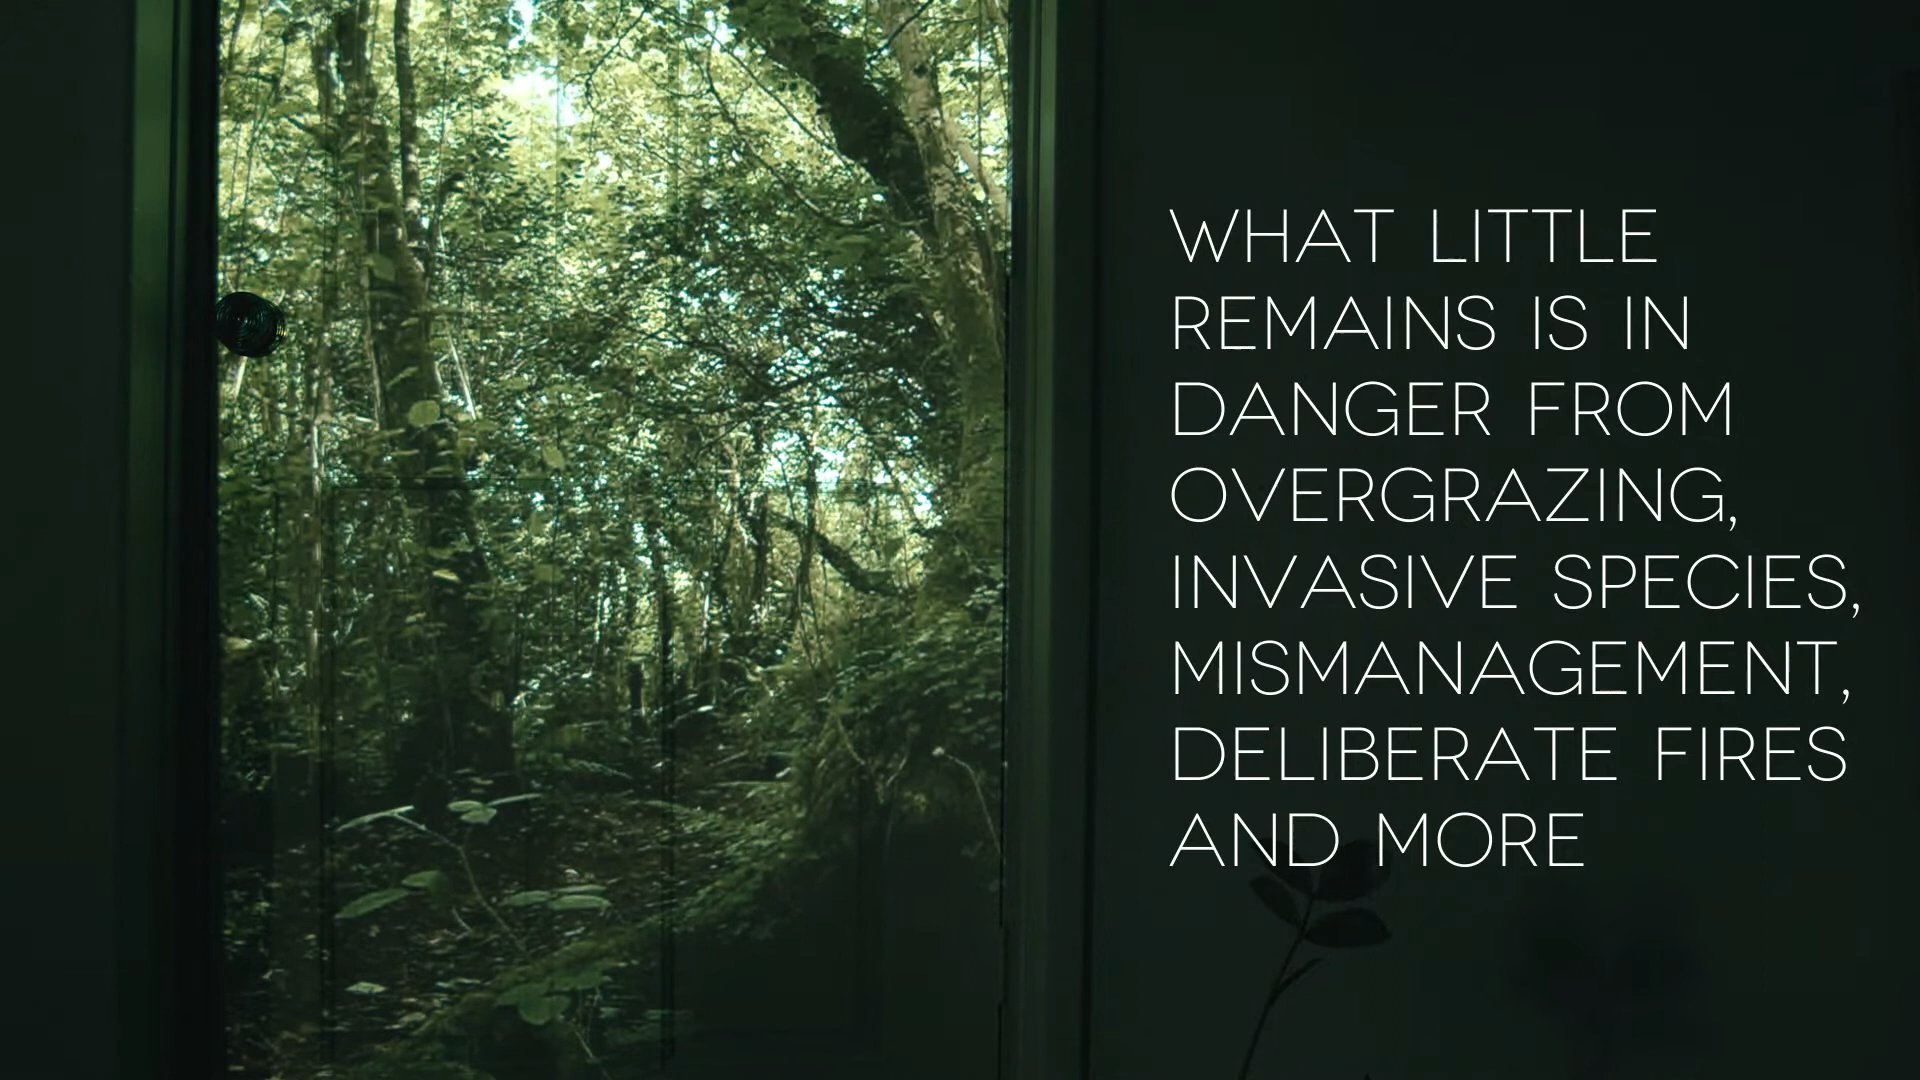 WHAT LITTLE
REMAINS IS IN
DANGER FROM
OVERGRAZING,
INVASIVE SPECIES,
MISMANAGEMENT,
DELIBERATE FIRES
AND MORE